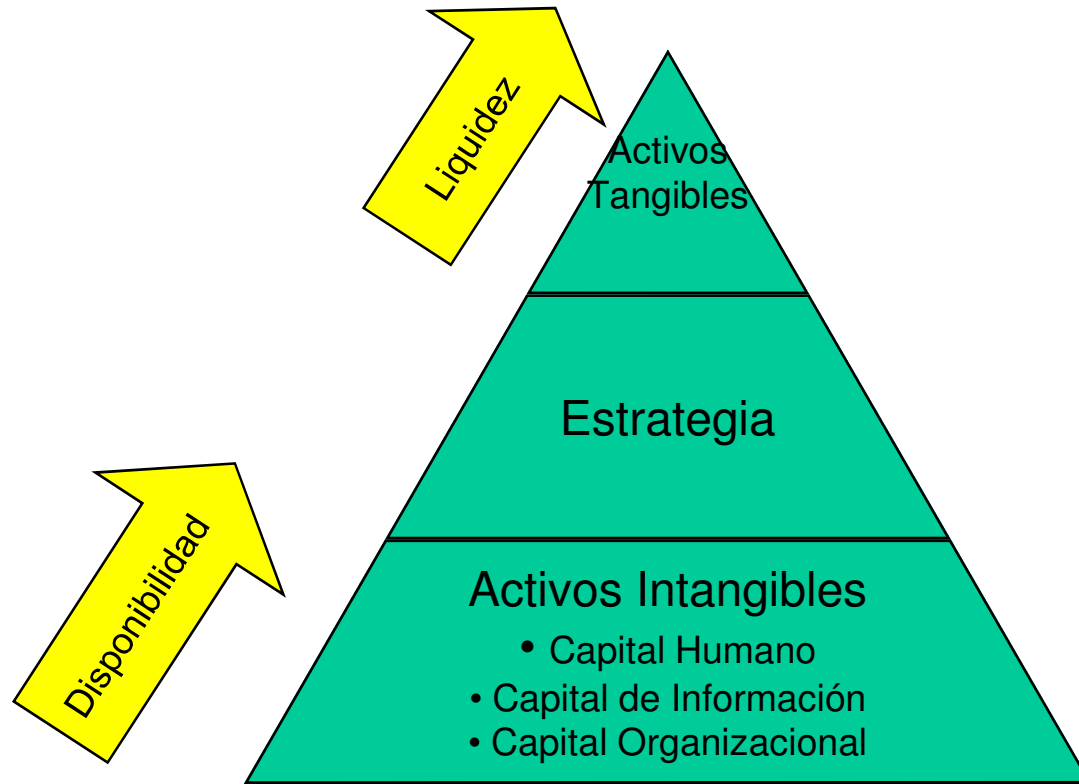 Liquidez
Activos
Tangibles
Estrategia
Disponibilidad
Activos Intangibles
• Capital Humano
• Capital de Información
• Capital Organizacional